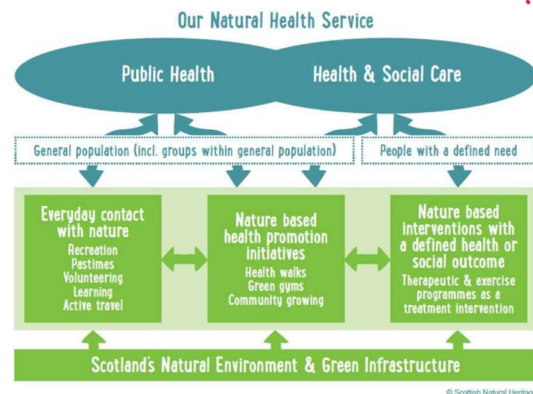 Our Natural Health Service
Public Health
Health & Social Care
General population (incl. groups within general population)
People with a defined need
Everyday contact
with nature
Recreation
Pastimes
Volunteering
Learning
Active travel
Nature based
health promotion
initiatives
Health walks
Green gyms
Community growing
Nature based
interventions with
a defined health or
social outcome
Therapeutic & exercise
programmes as a
treatment intervention
Scotland's Natural Environment & Green Infrastructure
© Scottish Natural Heritag